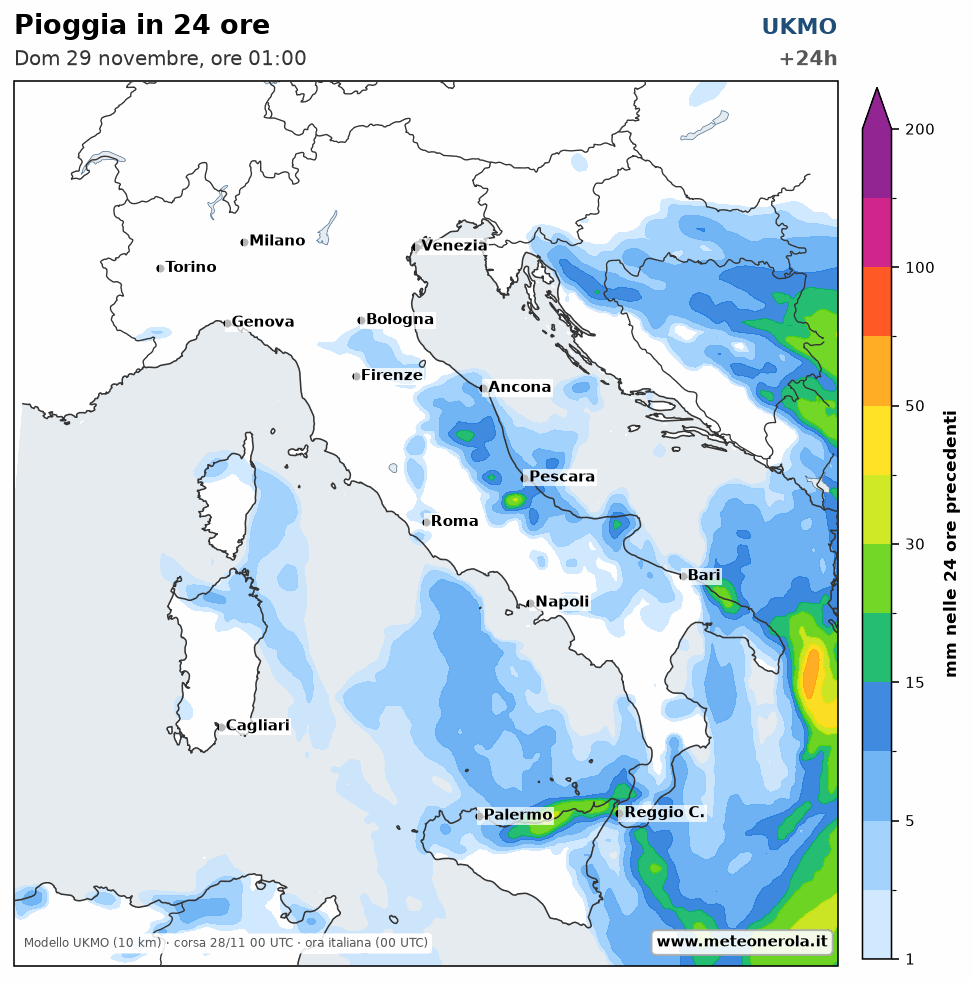 Pioggia in 24 ore
UKMO
Dom 29 novembre, ore 01:00
+24h
200
100
50
30
15
5
1
mm nelle 24 ore precedenti
Milano
Venezia
Torino
Genova
Bologna
Firenze
Ancona
Pescara
Roma
Bari
Napoli
Cagliari
Palermo
Reggio C.
Modello UKMO (10 km) · corsa 28/11 00 UTC · ora italiana (00 UTC)
www.meteonerola.it